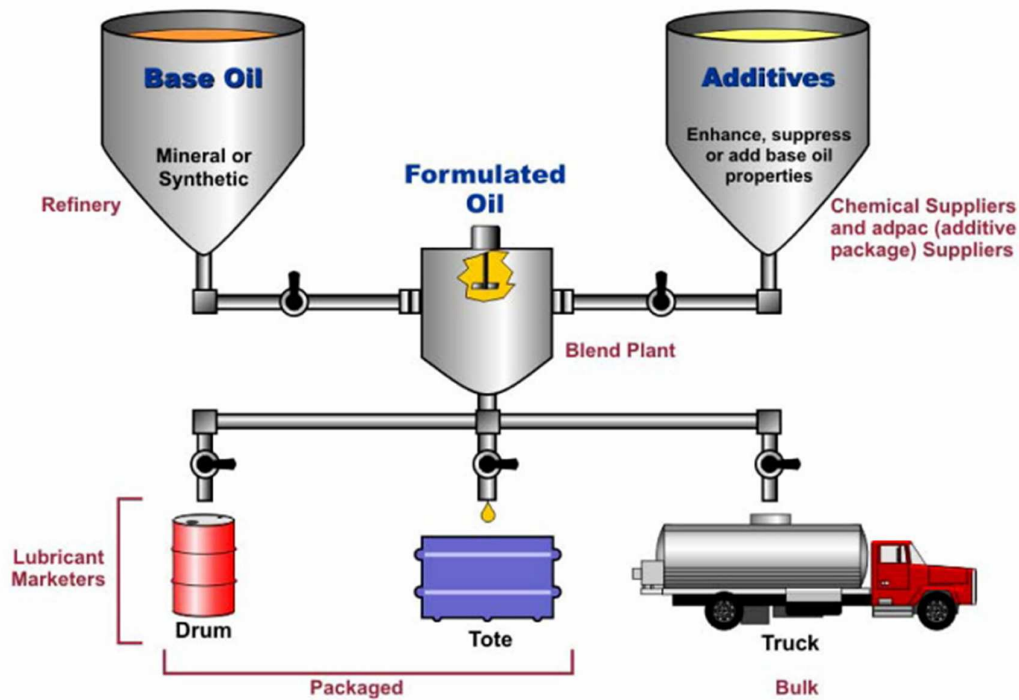 Base Oil
Mineral or
Synthetic
Refinery
Additives
Enhance, suppress
or add base oil
properties
Chemical Suppliers
and adpac (additive
package) Suppliers
Formulated
Oil
Blend Plant
Lubricant
Marketers
Drum
Tote
Truck
Packaged
Bulk